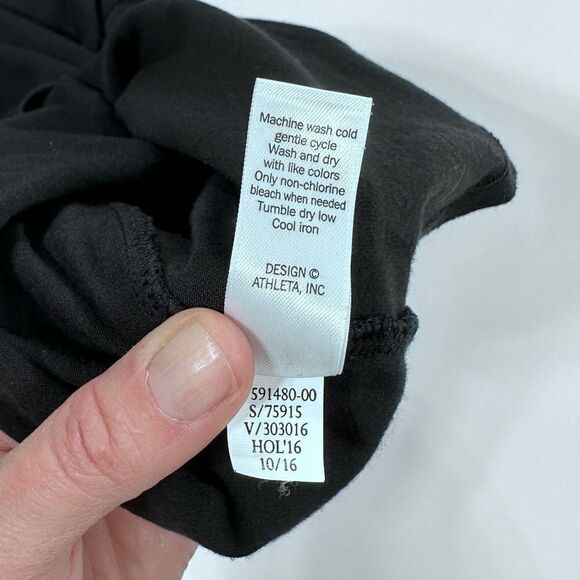 Machine wash cold
gentle cycle
Wash and dry
with like colors
Only non-chlorine
bleach when needed
Tumble dry low
Cool iron
DESIGN ©
ATHLETA, INC
591480-00
S/75915
V/303016
HOL'16
10/16